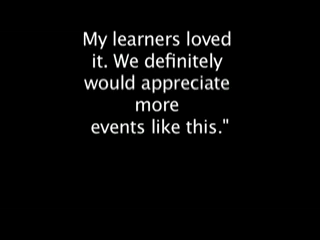 My learners loved
it. We definitely
would appreciate
more
events like this."